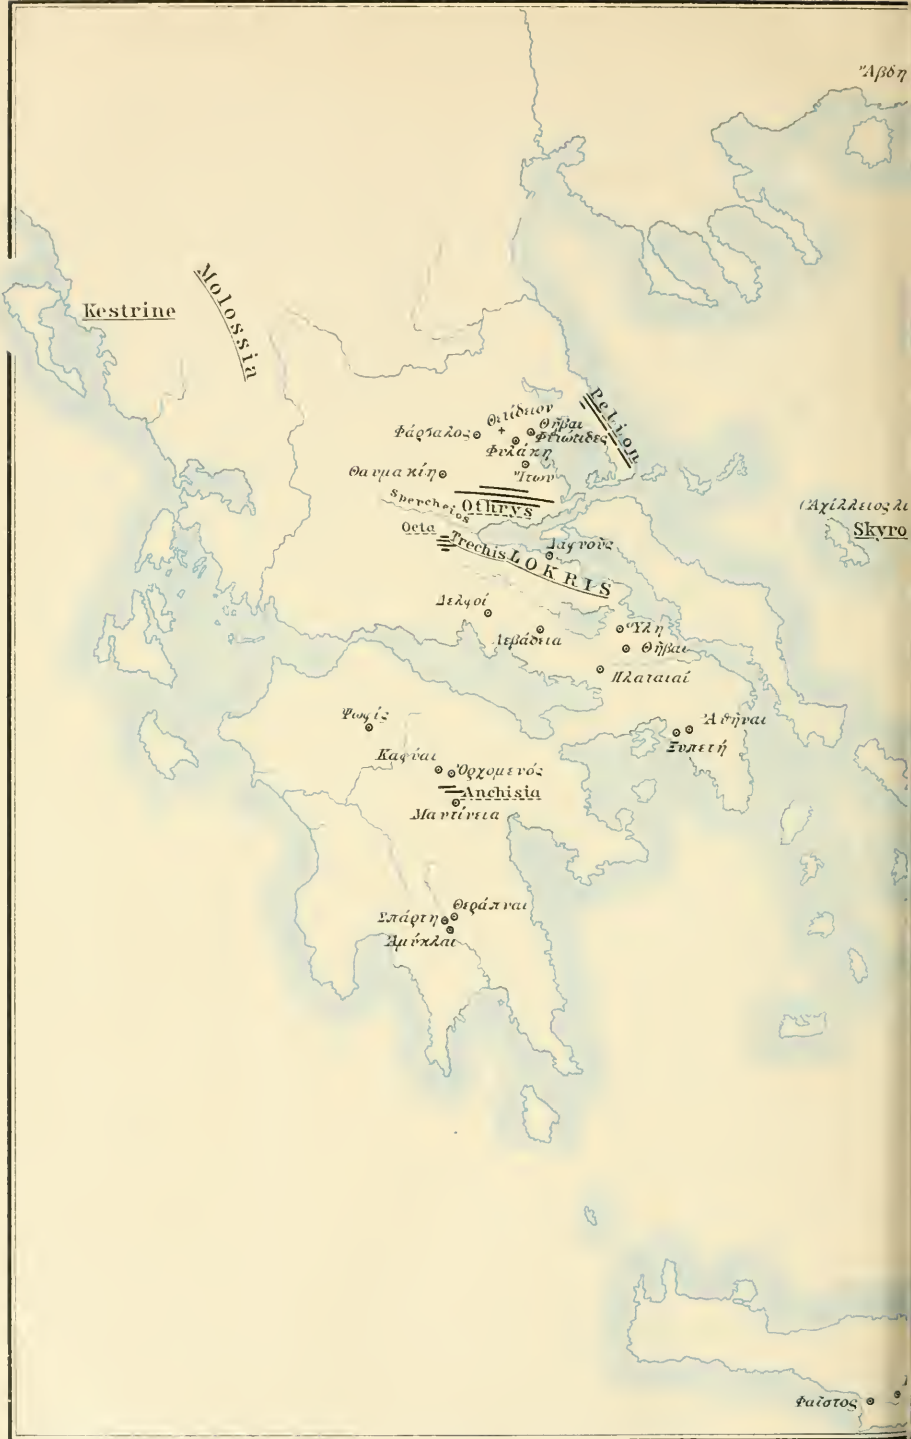 Ἄβδη
Molossia
Kestrine
Pelion
Θετίδειον
Θῆβαι
Φάρσαλος
Φθιώτιδες
Φυλάκη
Ἴτων
Θαυμακίη
Spercheios
Othrys
(Ἀχίλλειος λι
Skyro
Oeta
Trechis
LOKRIS
Δαφνοῦς
Δελφοί
Λεβάδεια
Ὕλη
Θῆβαι
Πλαταιαί
Ψωφίς
Ἀθῆναι
Ξυπετή
Καφύαι
Ὀρχομενός
Anchisia
Μαντίνεια
Θεράπναι
Σπάρτη
Ἀμύκλαι
Φαῖστος